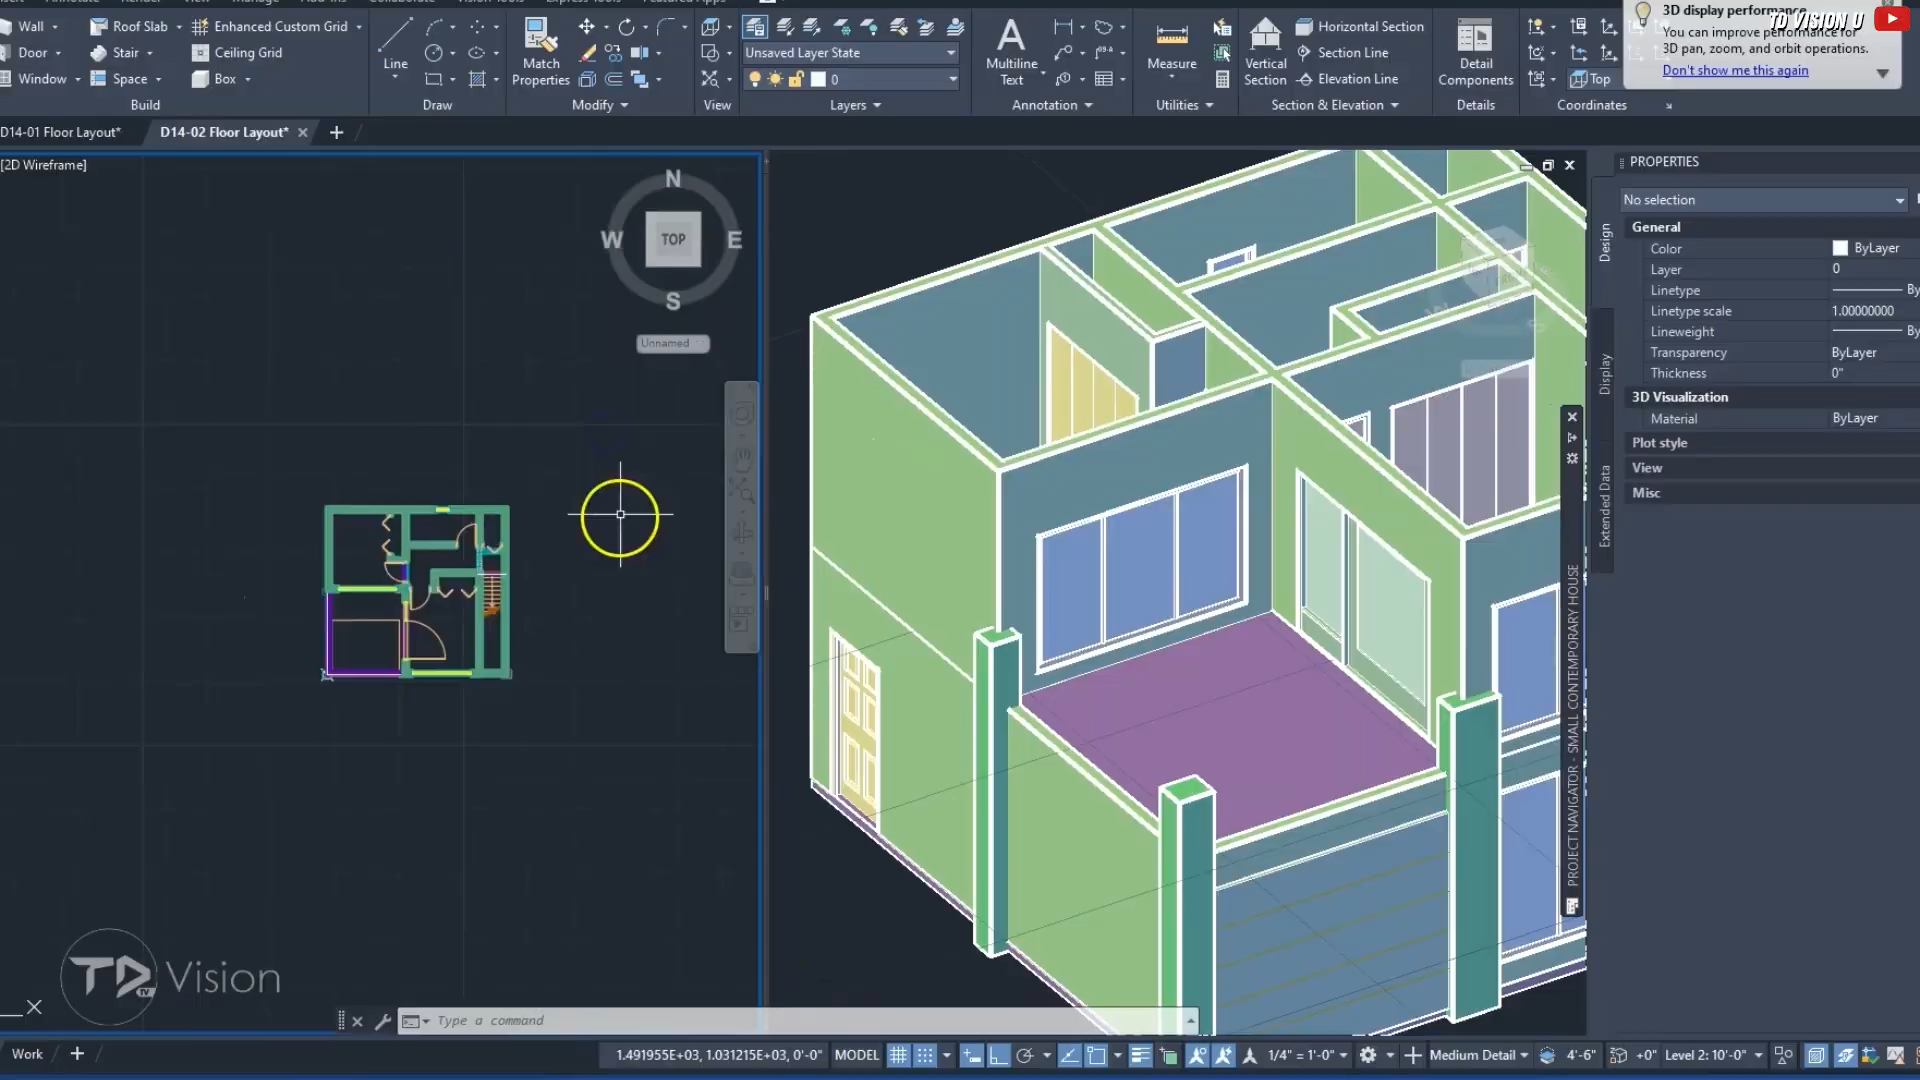 Wall
Roof Slab
Enhanced Custom Grid
Door
Stair
Ceiling Grid
Window
Space
Box
Build
Line
Draw
Match
Properties
Modify
View
Unsaved Layer State
0
Layers
Multiline
Text
Annotation
Measure
Utilities
Vertical
Section
Horizontal Section
Section Line
Elevation Line
Section & Elevation
Detail
Components
Details
Top
Coordinates
3D display performance
You can improve performance for
3D pan, zoom, and orbit operations.
Don't show me this again
TD VISION U
D14-01 Floor Layout*
D14-02 Floor Layout*
[2D Wireframe]
N
W
TOP
E
S
Unnamed
PROPERTIES
No selection
General
Color
ByLayer
Layer
0
Linetype
By
Linetype scale
1.00000000
Lineweight
By
Transparency
ByLayer
Thickness
0"
3D Visualization
Material
ByLayer
Plot style
View
Misc
Design
Display
Extended Data
PROJECT NAVIGATOR - SMALL CONTEMPORARY HOUSE
TD
TV
Vision
X
Type a command
Work
1.491955E+03, 1.031215E+03, 0'-0"
MODEL
1/4" = 1'-0"
Medium Detail
4'-6"
+0"
Level 2: 10'-0"